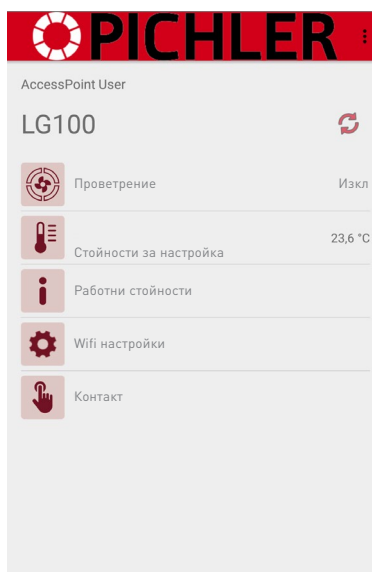 PICHLER
AccessPoint User
LG100
Проветрение Изкл
23,6 °C
Стойности за настройка
Работни стойности
Wifi настройки
Контакт